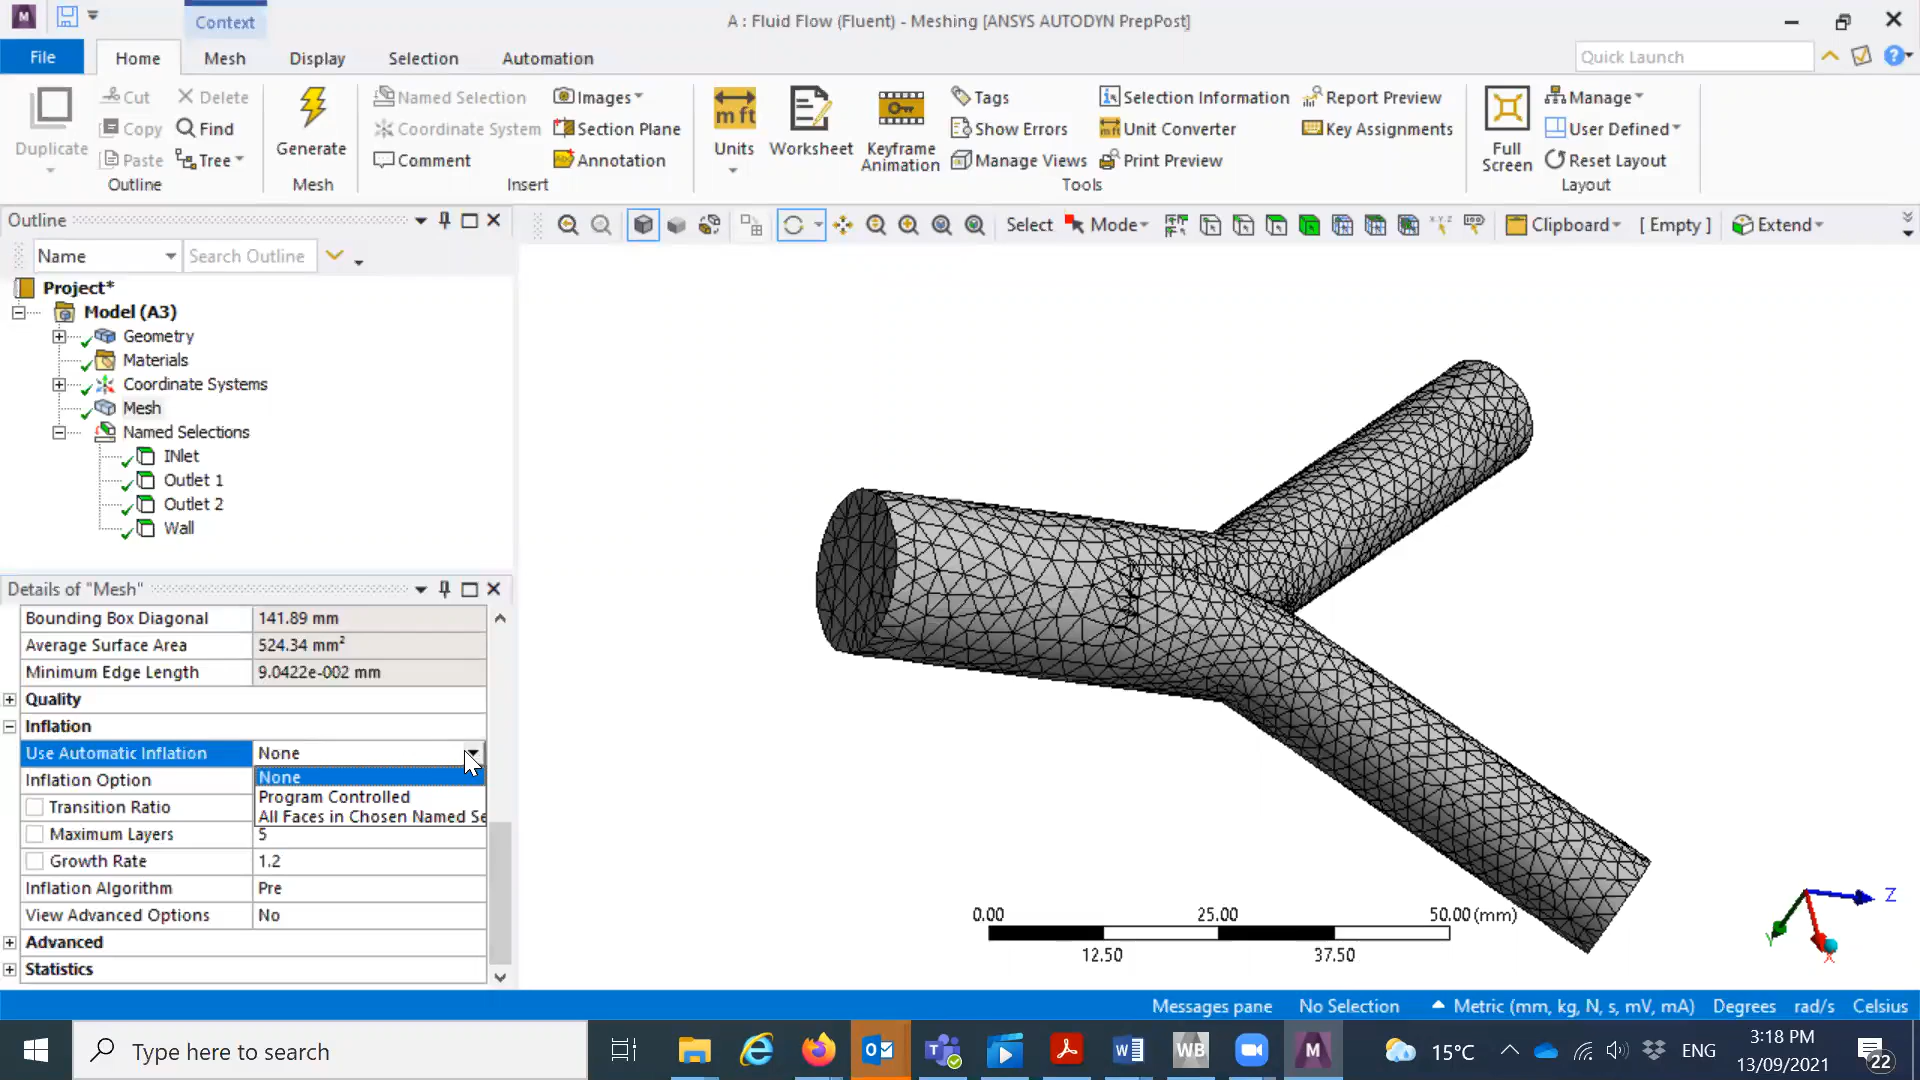 Context
A : Fluid Flow (Fluent) - Meshing [ANSYS AUTODYN PrepPost]
File
Home
Mesh
Display
Selection
Automation
Quick Launch
Duplicate
Cut
Copy
Paste
Delete
Find
Tree
Outline
Generate
Mesh
Named Selection
Coordinate System
Comment
Images
Section Plane
Annotation
Insert
Units
Worksheet
Keyframe
Animation
Tags
Show Errors
Manage Views
Selection Information
Unit Converter
Print Preview
Report Preview
Key Assignments
Tools
Full
Screen
Manage
User Defined
Reset Layout
Layout
Outline
Name
Search Outline
Select
Mode
Clipboard
[ Empty ]
Extend
Project*
Model (A3)
Geometry
Materials
Coordinate Systems
Mesh
Named Selections
INlet
Outlet 1
Outlet 2
Wall
Details of "Mesh"
Bounding Box Diagonal 141.89 mm
Average Surface Area 524.34 mm²
Minimum Edge Length 9.0422e-002 mm
Quality
Inflation
Use Automatic Inflation None
Inflation Option
None
Program Controlled
All Faces in Chosen Named Se
Transition Ratio
Maximum Layers 5
Growth Rate 1.2
Inflation Algorithm Pre
View Advanced Options No
Advanced
Statistics
0.00 25.00 50.00 (mm)
12.50 37.50
Z
Y
X
Messages pane No Selection Metric (mm, kg, N, s, mV, mA) Degrees rad/s Celsius
Type here to search
WB
M
15°C
ENG
3:18 PM
13/09/2021
22